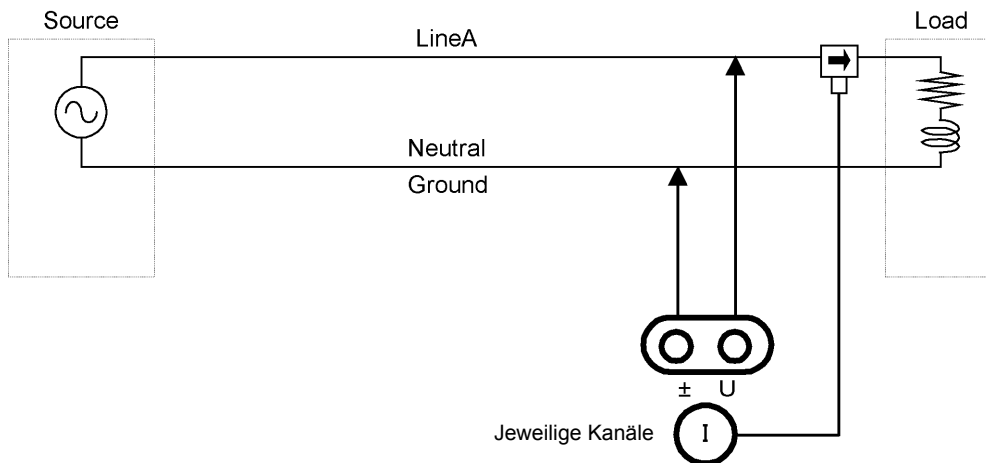 Source
Load
LineA
Neutral
Ground
± U
Jeweilige Kanäle
I